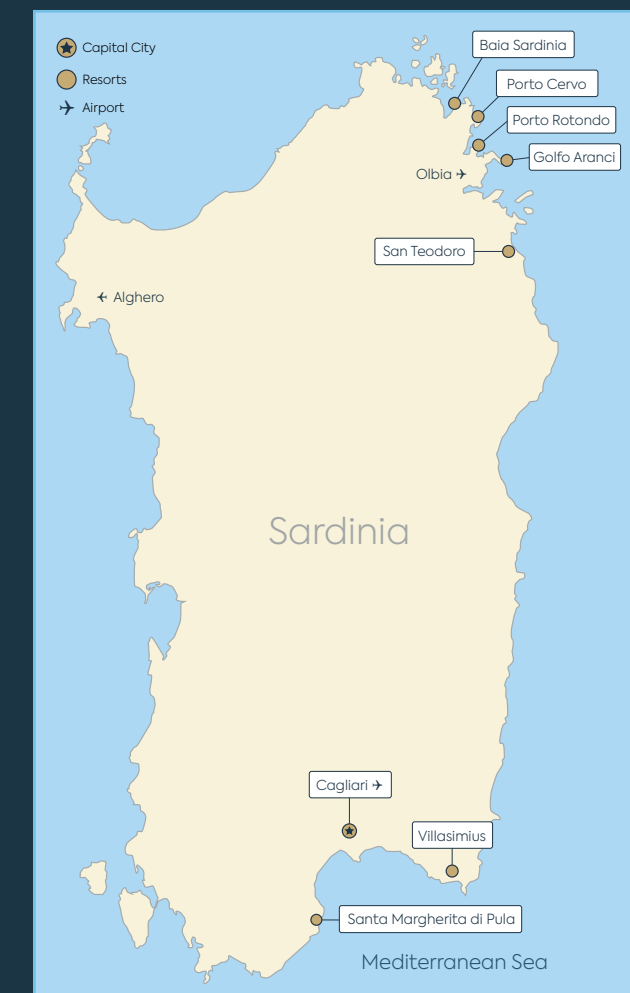 Capital City
Resorts
Airport
Baia Sardinia
Porto Cervo
Porto Rotondo
Golfo Aranci
Olbia
San Teodoro
Alghero
Sardinia
Cagliari
Villasimius
Santa Margherita di Pula
Mediterranean Sea